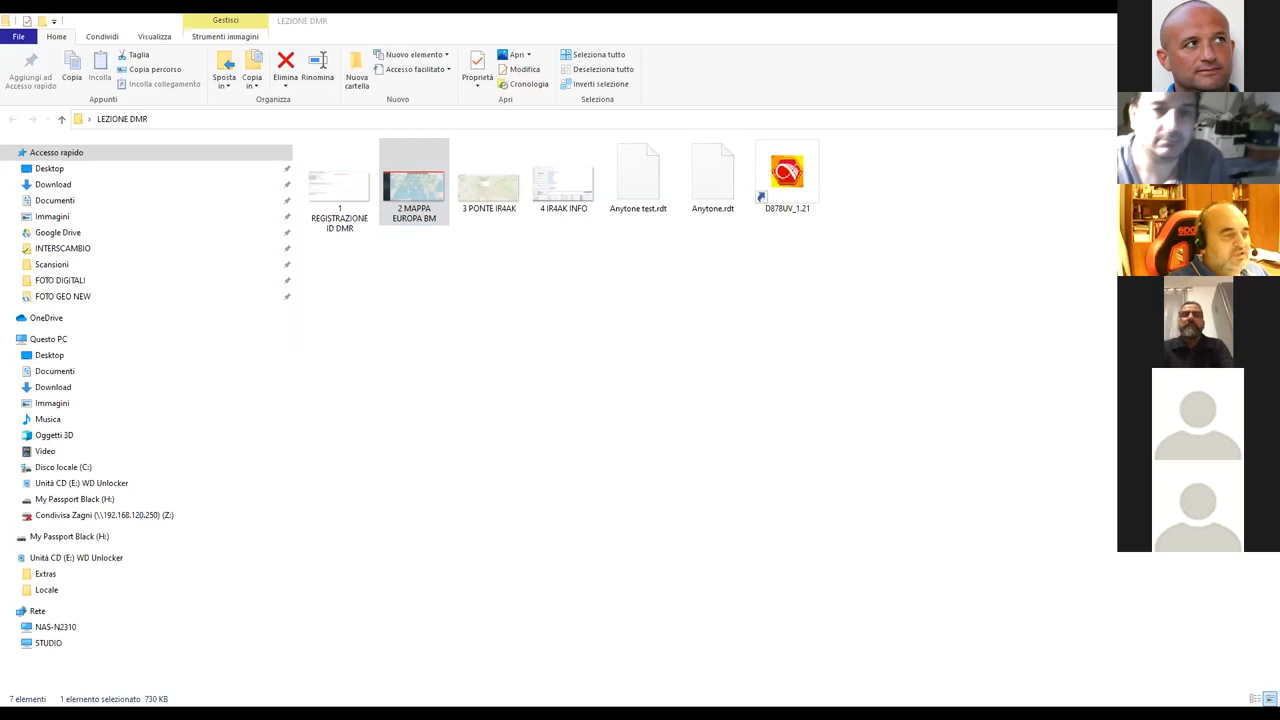 Gestisci
LEZIONE DMR
File
Home
Condividi
Visualizza
Strumenti immagini
Aggiungi ad
Accesso rapido
Copia
Incolla
Taglia
Copia percorso
Incolla collegamento
Appunti
Sposta
in
Copia
in
Elimina
Rinomina
Organizza
Nuova
cartella
Nuovo elemento
Accesso facilitato
Nuovo
Proprietà
Apri
Modifica
Cronologia
Apri
Seleziona tutto
Deseleziona tutto
Inverti selezione
Seleziona
LEZIONE DMR
Accesso rapido
Desktop
Download
Documenti
Immagini
Google Drive
INTERSCAMBIO
Scansioni
FOTO DIGITALI
FOTO GEO NEW
OneDrive
Questo PC
Desktop
Documenti
Download
Immagini
Musica
Oggetti 3D
Video
Disco locale (C:)
Unità CD (E:) WD Unlocker
My Passport Black (H:)
Condivisa Zagni (\\192.168.120.250) (Z:)
My Passport Black (H:)
Unità CD (E:) WD Unlocker
Extras
Locale
Rete
NAS-N2310
STUDIO
1
REGISTRAZIONE
ID DMR
2 MAPPA
EUROPA BM
3 PONTE IR4AK
4 IR4AK INFO
Anytone test.rdt
Anytone.rdt
D878UV_1.21
7 elementi
1 elemento selezionato 730 KB